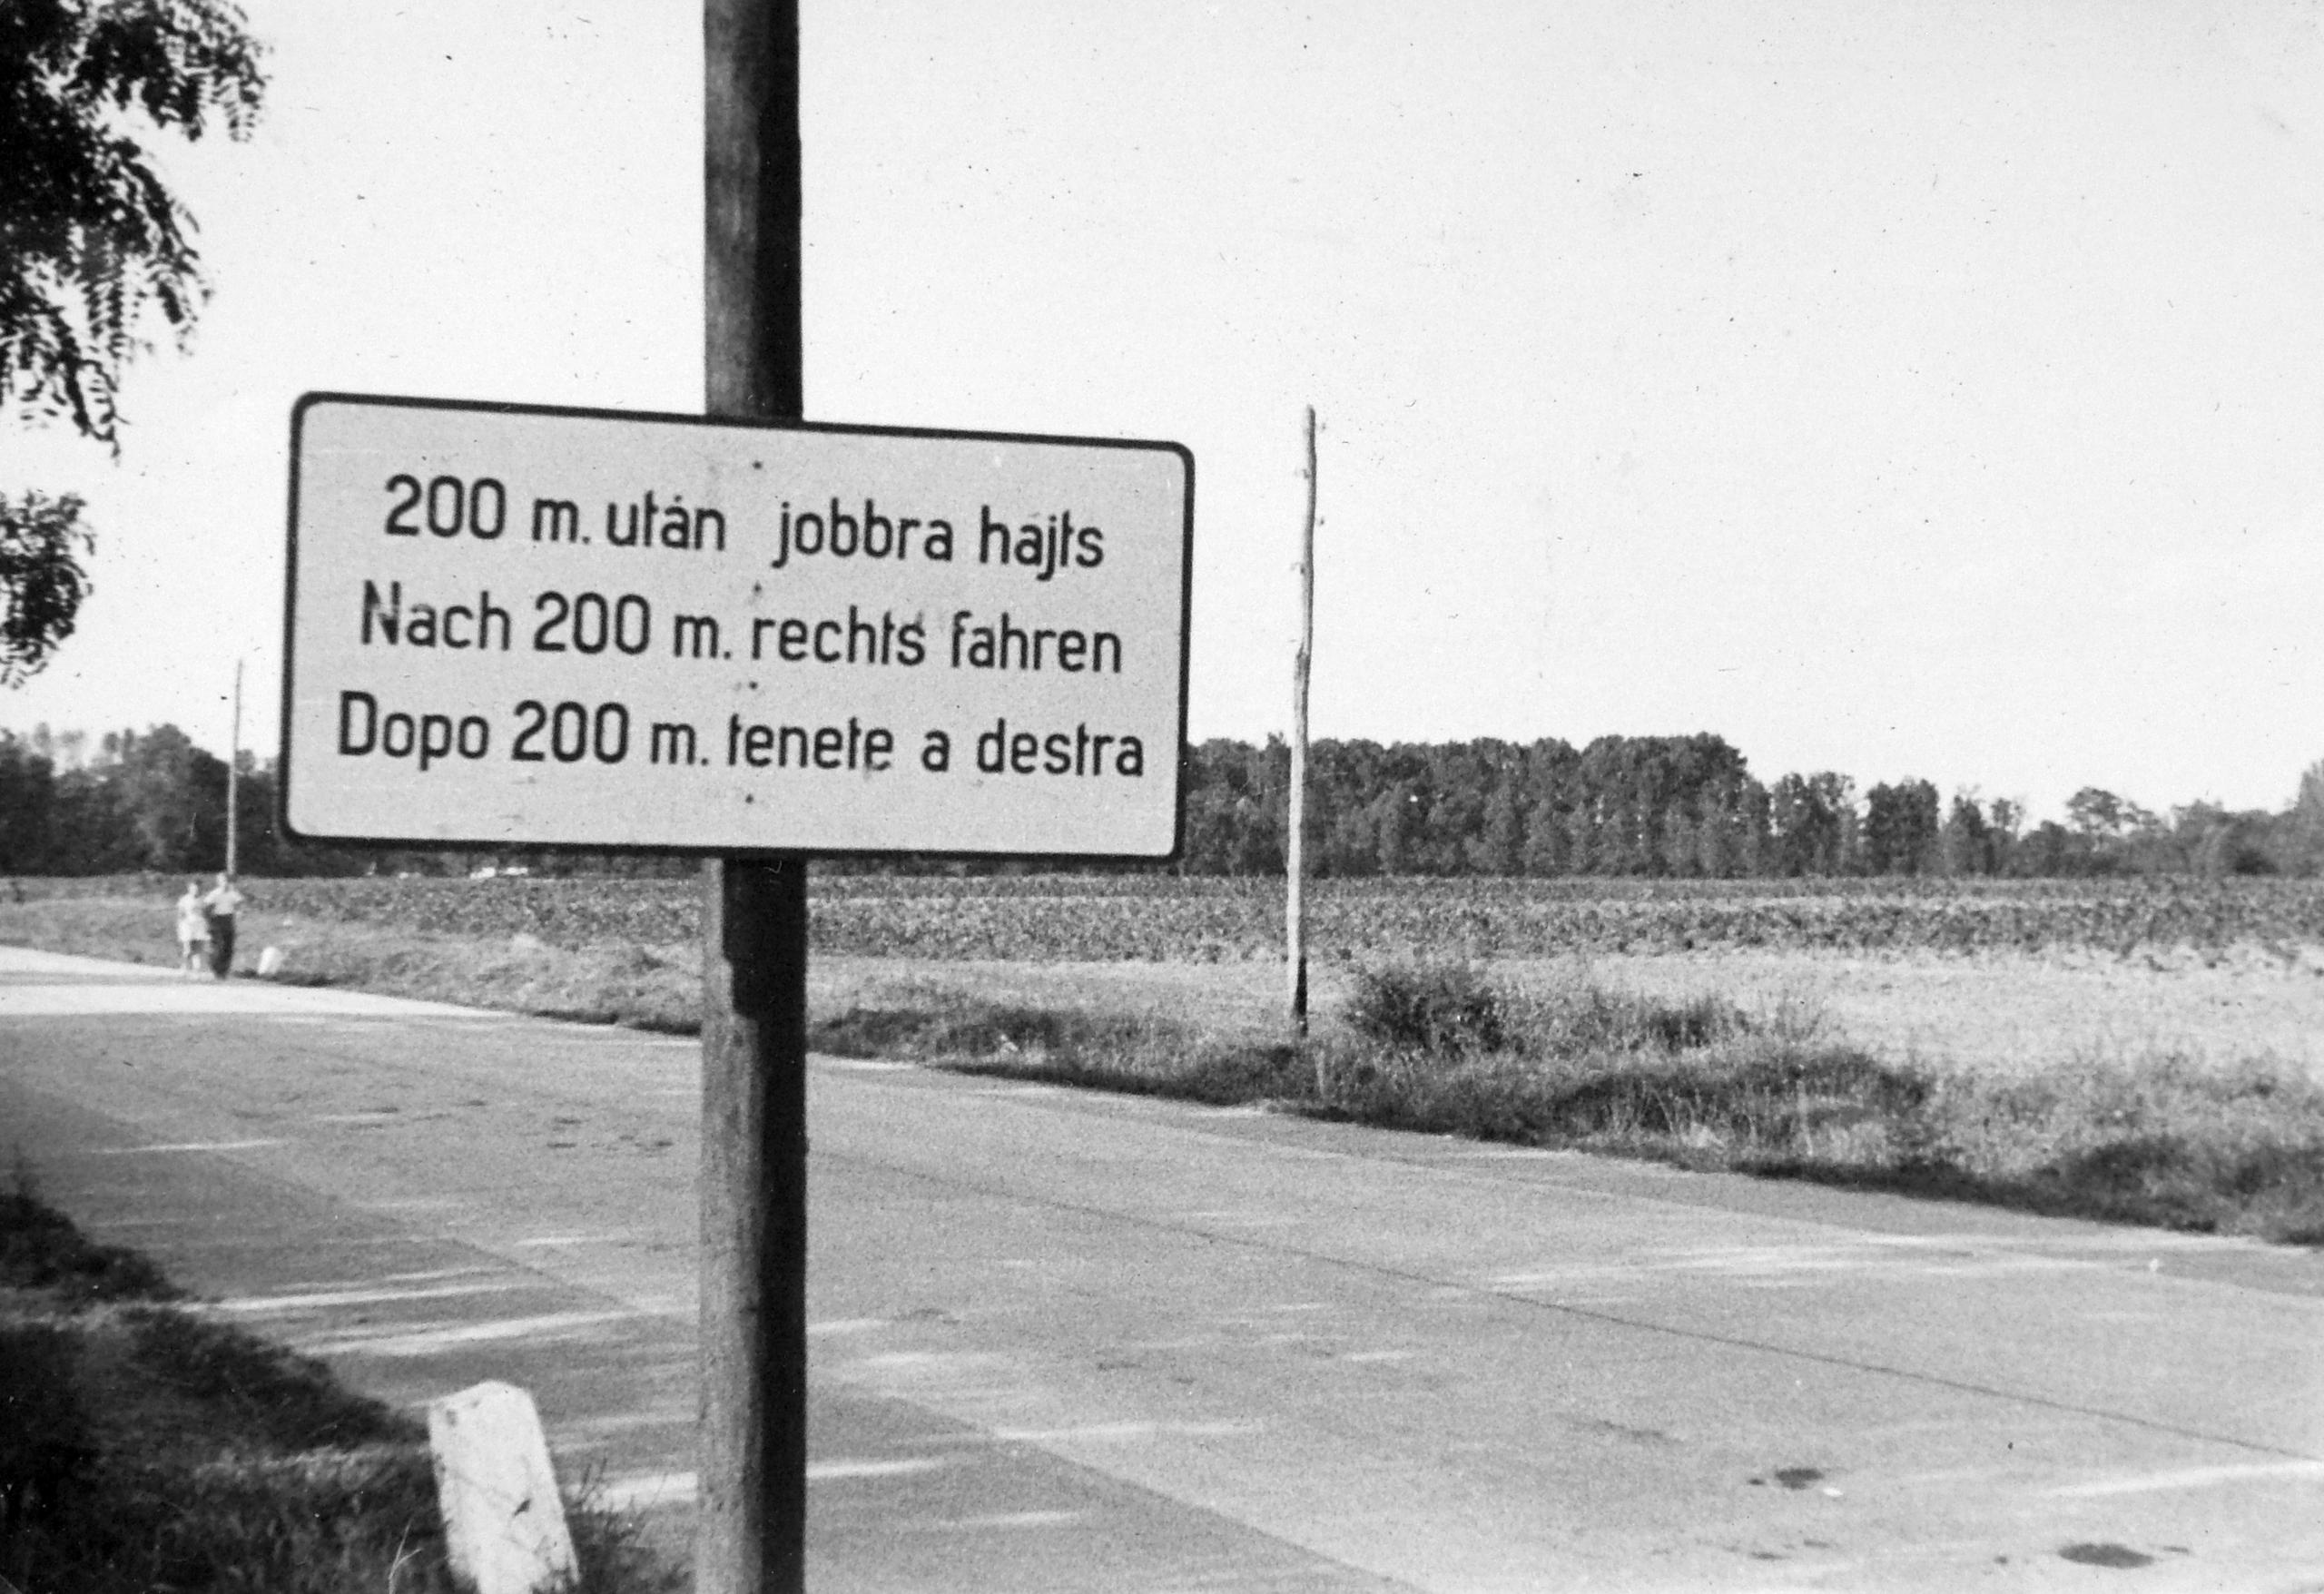 200 m. után jobbra hajts
Nach 200 m. rechts fahren
Dopo 200 m. tenete a destra